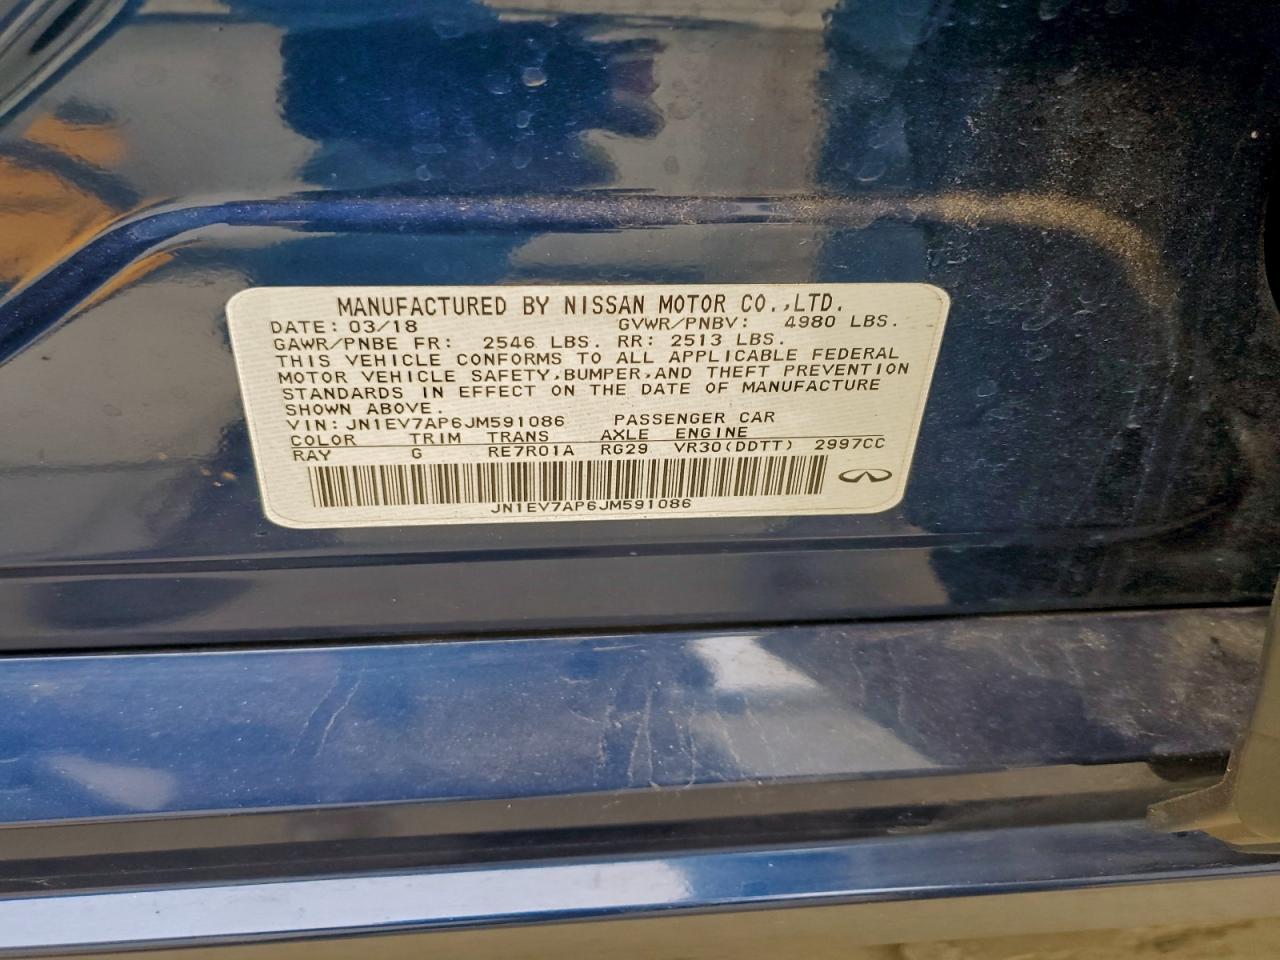 MANUFACTURED BY NISSAN MOTOR CO.,LTD.
DATE: 03/18 GVWR/PNBV: 4980 LBS.
GAWR/PNBE FR: 2546 LBS. RR: 2513 LBS.
THIS VEHICLE CONFORMS TO ALL APPLICABLE FEDERAL
MOTOR VEHICLE SAFETY,BUMPER,AND THEFT PREVENTION
STANDARDS IN EFFECT ON THE DATE OF MANUFACTURE
SHOWN ABOVE.
VIN: JN1EV7AP6JM591086 PASSENGER CAR
COLOR TRIM TRANS AXLE ENGINE
RAY G RE7R01A RG29 VR30(DDTT) 2997CC
JN1EV7AP6JM591086